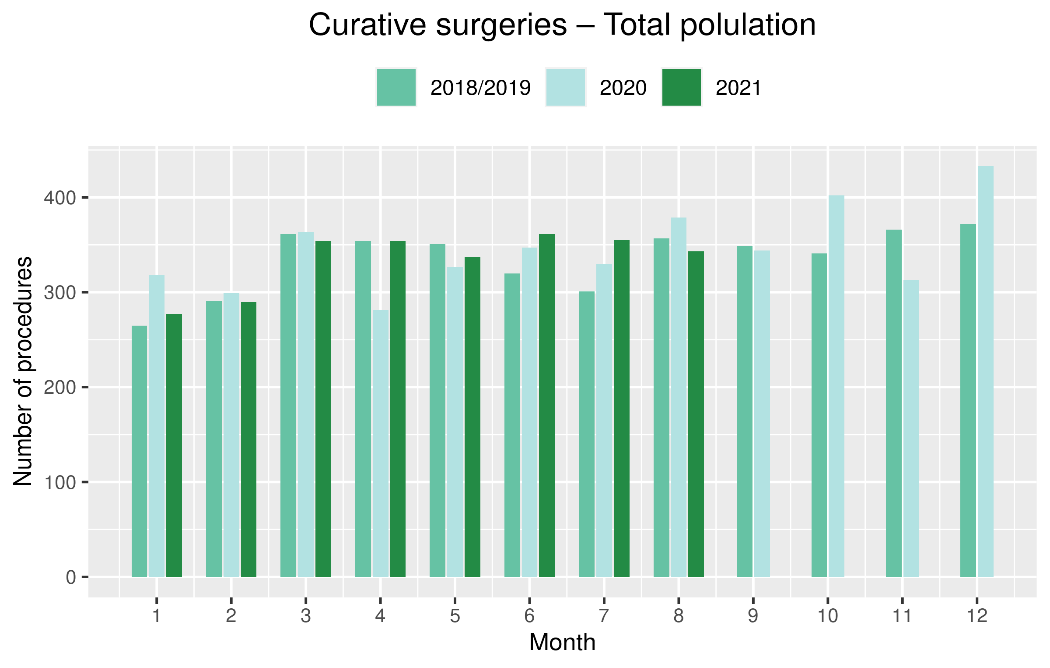 Curative surgeries – Total polulation
2018/2019 2020 2021
Number of procedures
400
300
200
100
0
1 2 3 4 5 6 7 8 9 10 11 12
Month